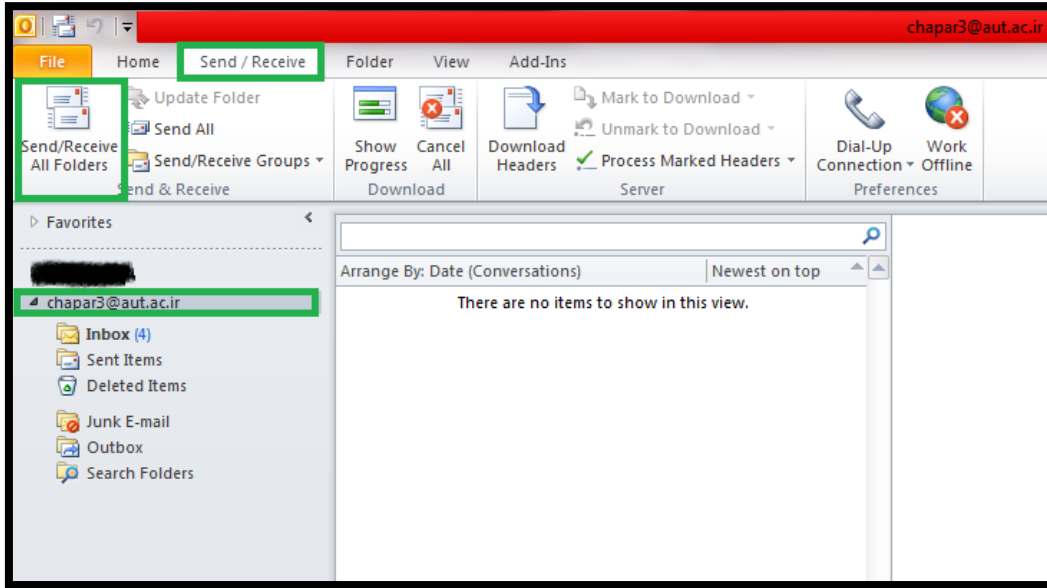 chapar3@aut.ac.ir
File Home Send / Receive Folder View Add-Ins
Send/Receive All Folders
Update Folder
Send All
Send/Receive Groups
Send & Receive
Show Progress
Cancel All
Download
Download Headers
Mark to Download
Unmark to Download
Process Marked Headers
Server
Dial-Up Connection
Work Offline
Preferences
Favorites
chapar3@aut.ac.ir
Inbox (4)
Sent Items
Deleted Items
Junk E-mail
Outbox
Search Folders
Arrange By: Date (Conversations) Newest on top
There are no items to show in this view.